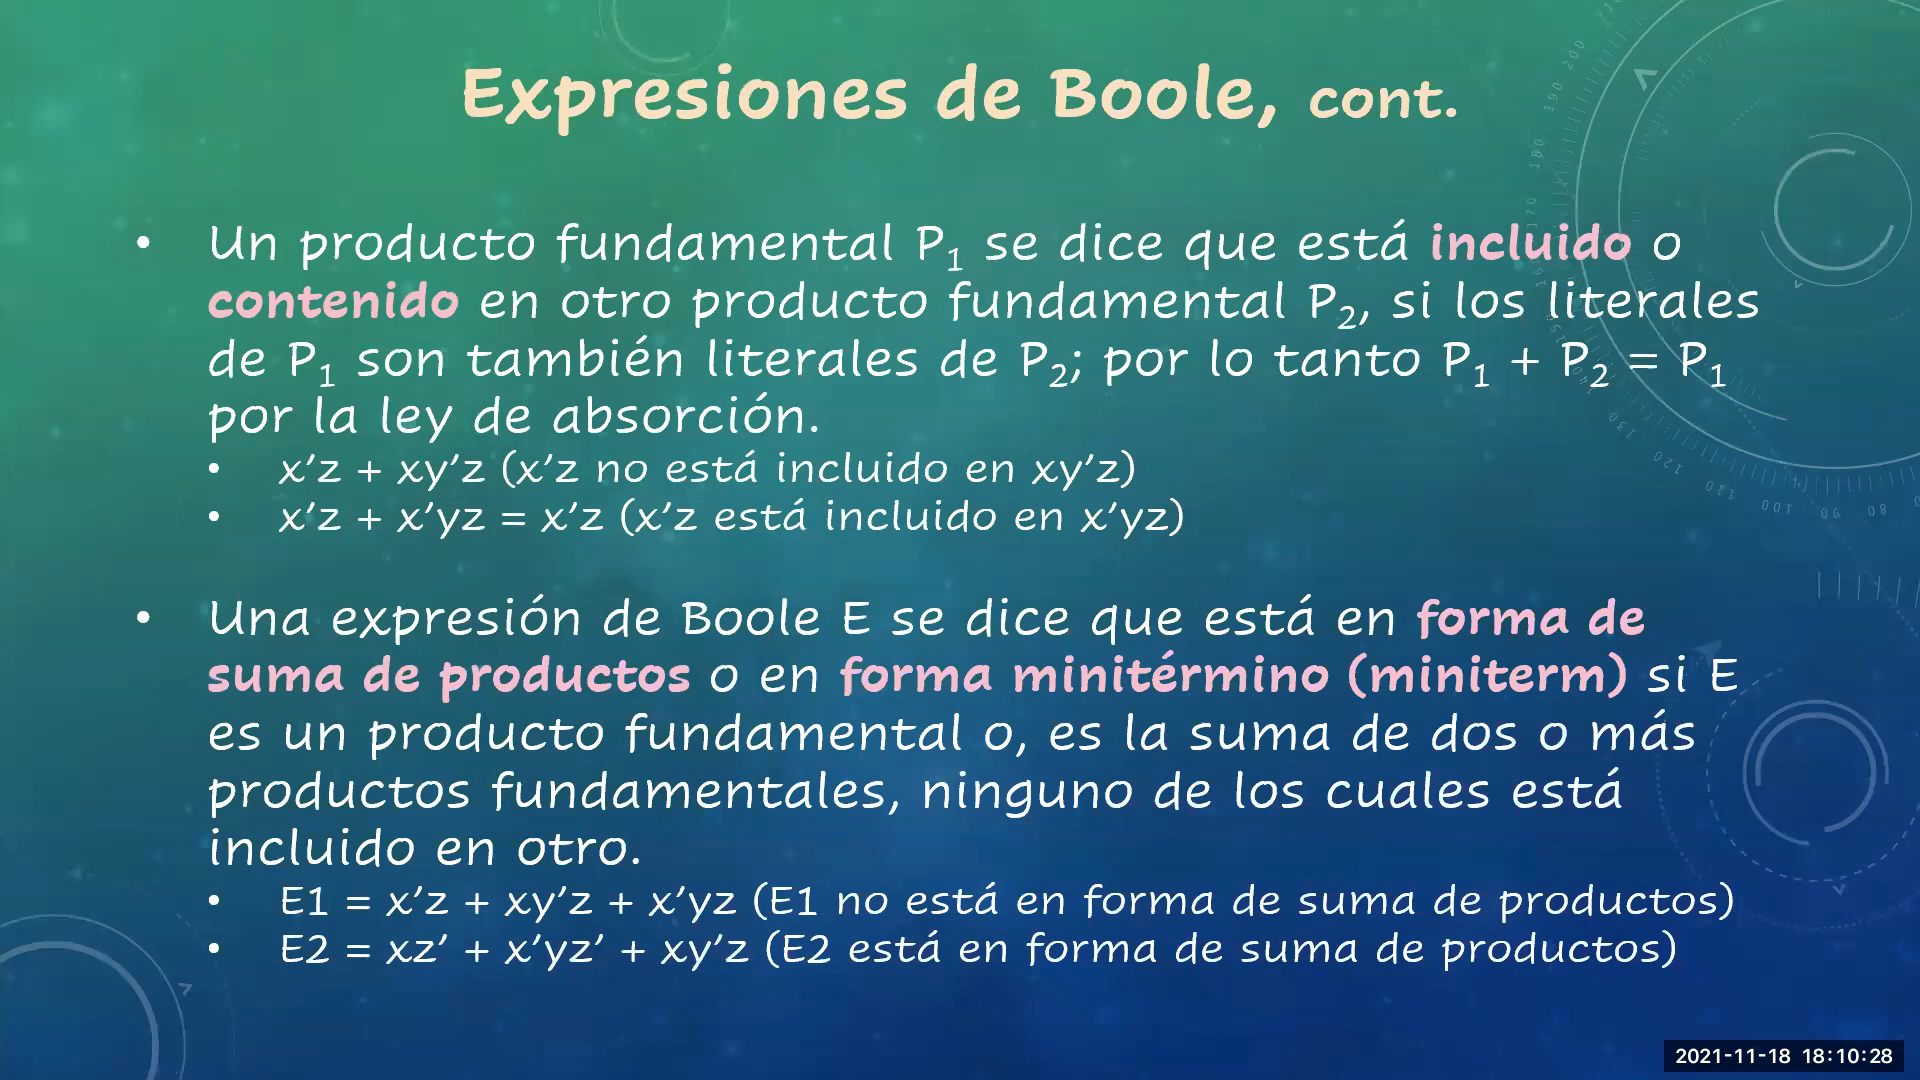 Expresiones de Boole, cont.
• Un producto fundamental P₁ se dice que está incluido o
contenido en otro producto fundamental P₂, si los literales
de P₁ son también literales de P₂; por lo tanto P₁ + P₂ = P₁
por la ley de absorción.
• x’z + xy’z (x’z no está incluido en xy’z)
• x’z + x’yz = x’z (x’z está incluido en x’yz)
• Una expresión de Boole E se dice que está en forma de
suma de productos o en forma minitérmino (miniterm) si E
es un producto fundamental o, es la suma de dos o más
productos fundamentales, ninguno de los cuales está
incluido en otro.
• E1 = x’z + xy’z + x’yz (E1 no está en forma de suma de productos)
• E2 = xz’ + x’yz’ + xy’z (E2 está en forma de suma de productos)
2021-11-18 18:10:28